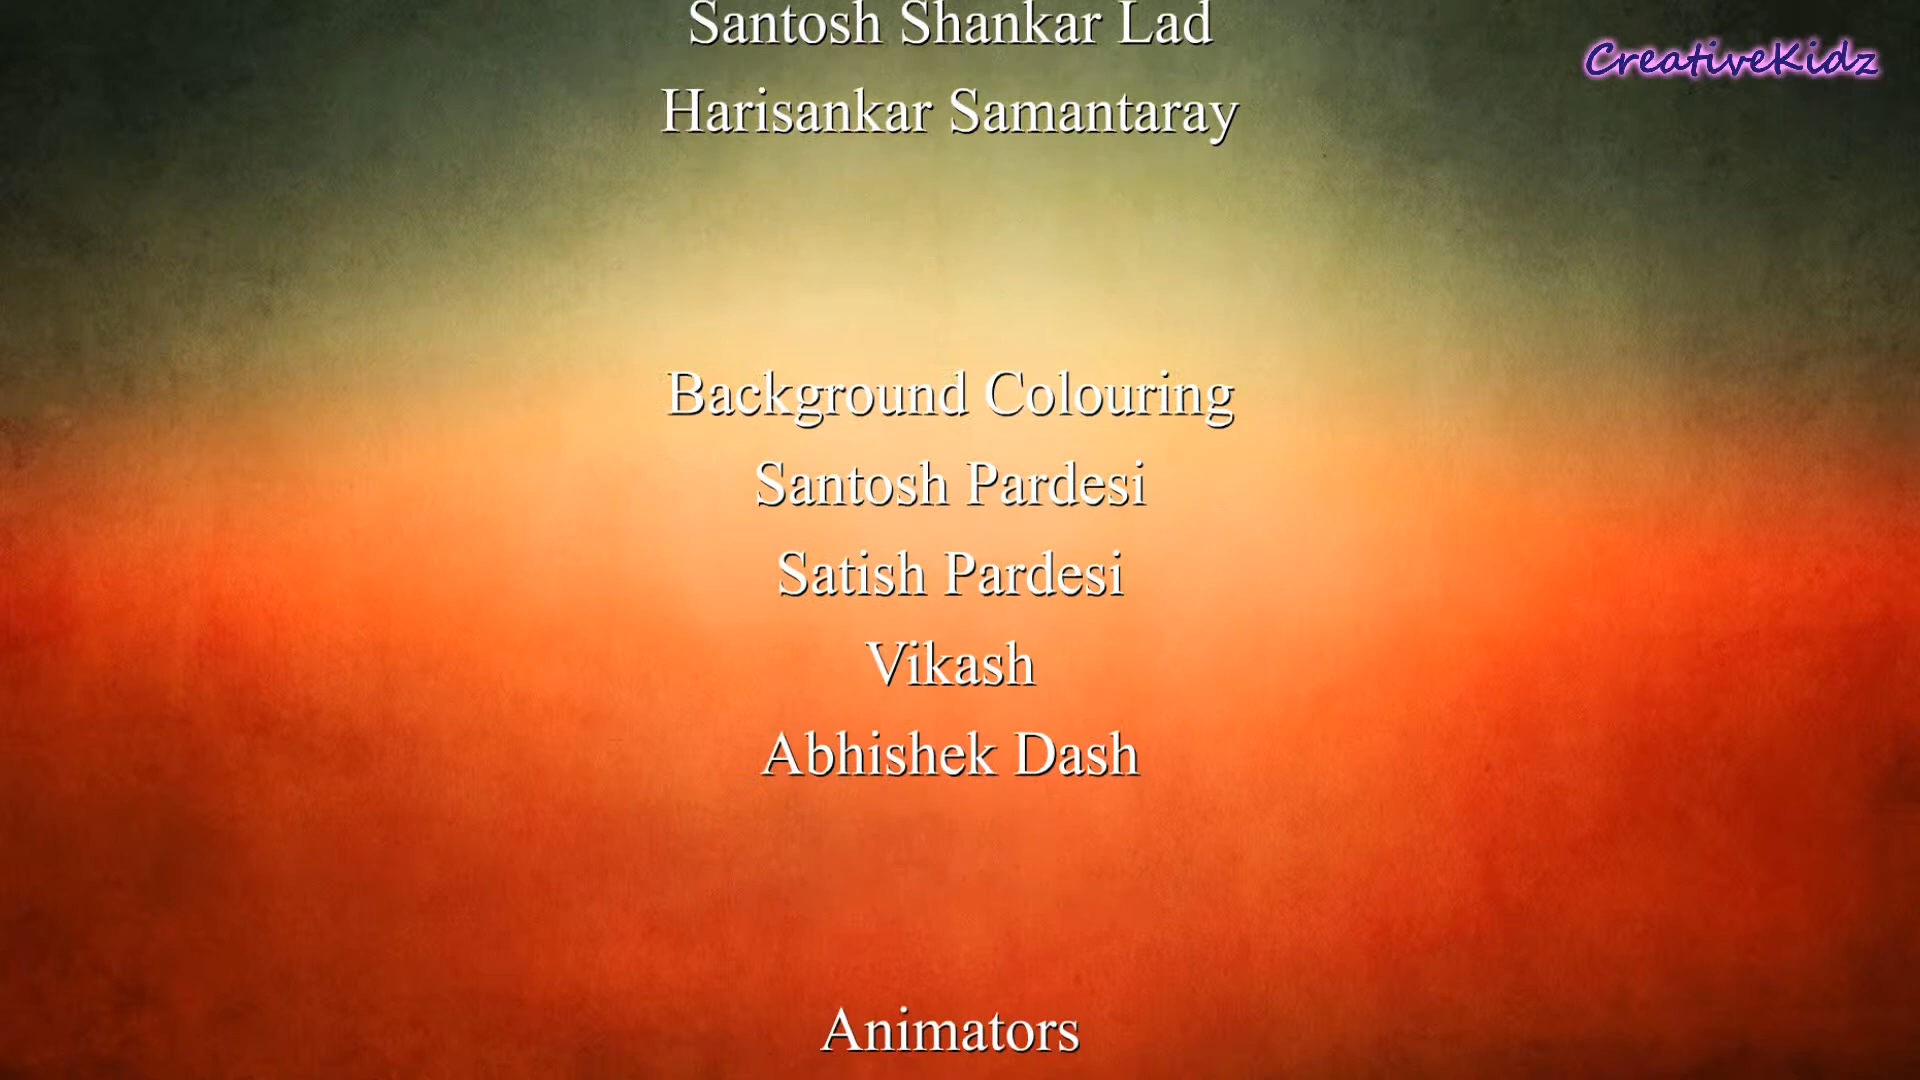 Santosh Shankar Lad
CreativeKidz
Harisankar Samantaray
Background Colouring
Santosh Pardesi
Satish Pardesi
Vikash
Abhishek Dash
Animators